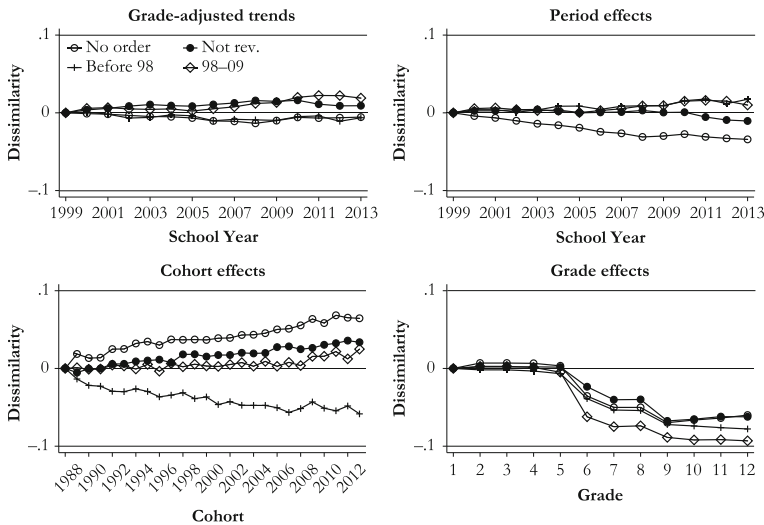 Grade-adjusted trends
.1
0
–.1
Dissimilarity
No order Not rev.
Before 98 98–09
1999 2001 2003 2005 2007 2009 2011 2013
School Year
Period effects
.1
0
–.1
Dissimilarity
1999 2001 2003 2005 2007 2009 2011 2013
School Year
Cohort effects
.1
0
–.1
Dissimilarity
1988 1990 1992 1994 1996 1998 2000 2002 2004 2006 2008 2010 2012
Cohort
Grade effects
.1
0
–.1
Dissimilarity
1 2 3 4 5 6 7 8 9 10 11 12
Grade